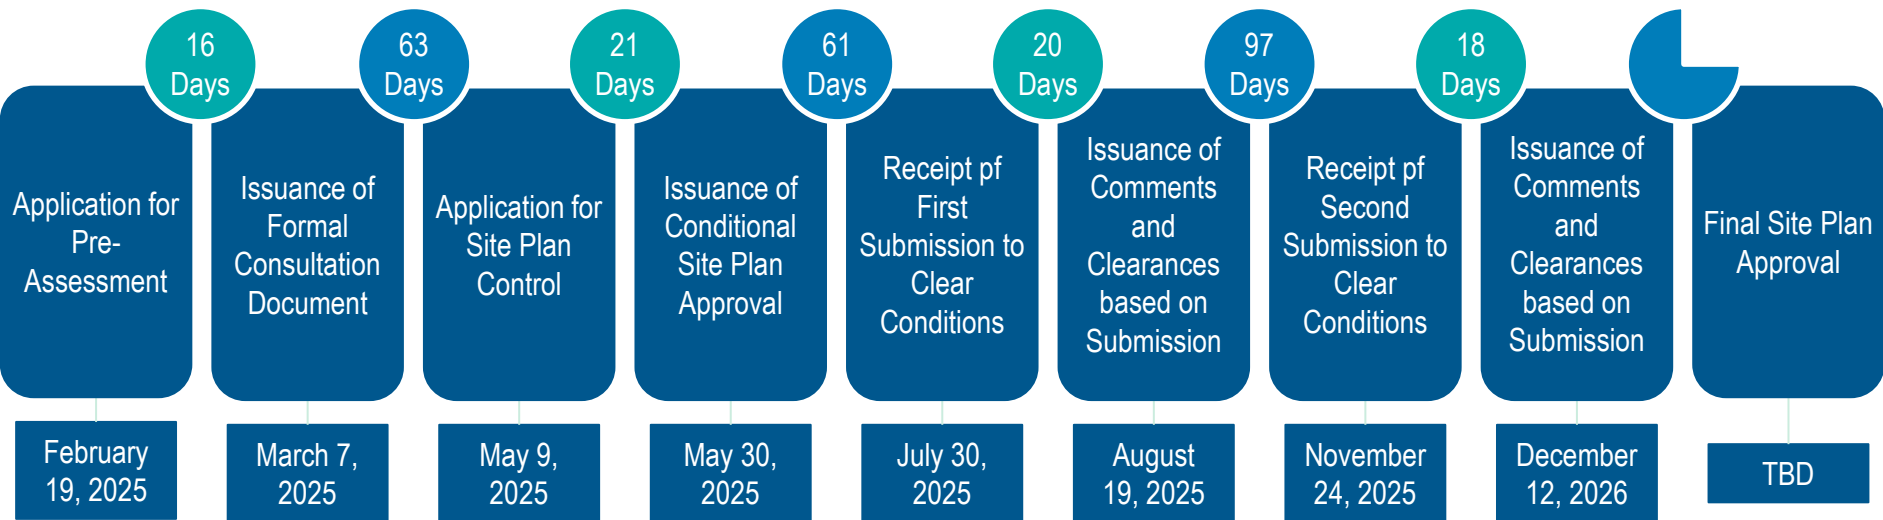 16
Days
63
Days
21
Days
61
Days
20
Days
97
Days
18
Days
Application for
Pre-
Assessment
Issuance of
Formal
Consultation
Document
Application for
Site Plan
Control
Issuance of
Conditional
Site Plan
Approval
Receipt pf
First
Submission to
Clear
Conditions
Issuance of
Comments
and
Clearances
based on
Submission
Receipt pf
Second
Submission to
Clear
Conditions
Issuance of
Comments
and
Clearances
based on
Submission
Final Site Plan
Approval
February
19, 2025
March 7,
2025
May 9,
2025
May 30,
2025
July 30,
2025
August
19, 2025
November
24, 2025
December
12, 2026
TBD